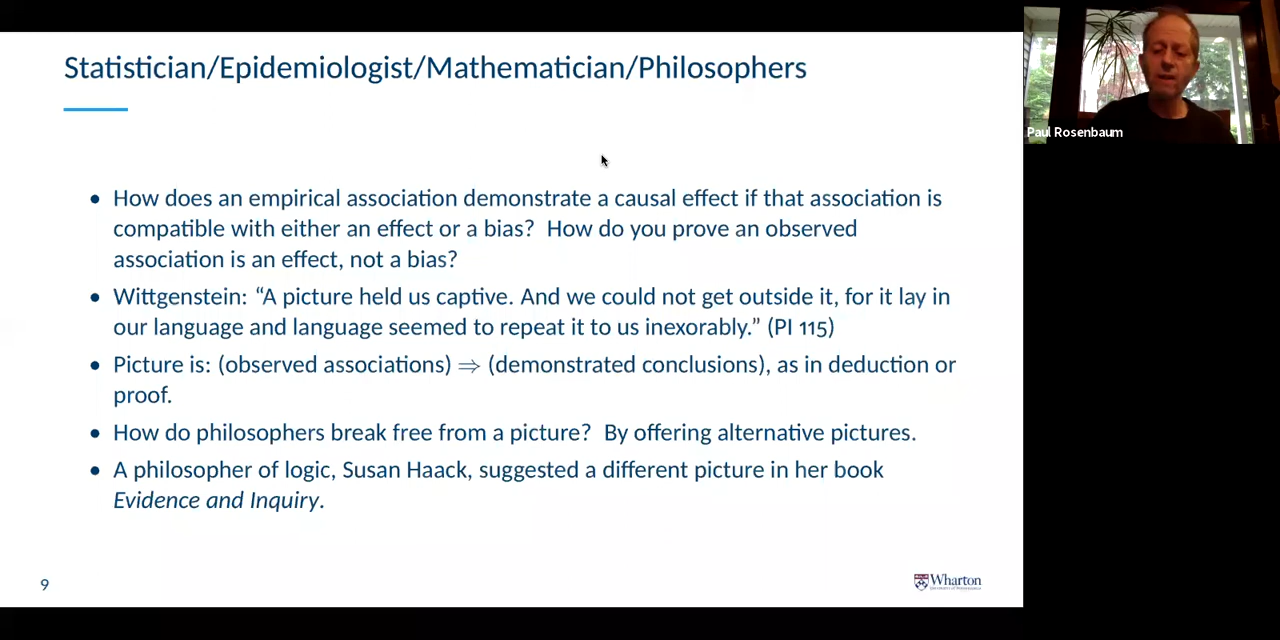 Statistician/Epidemiologist/Mathematician/Philosophers
• How does an empirical association demonstrate a causal effect if that association is
compatible with either an effect or a bias?  How do you prove an observed
association is an effect, not a bias?
• Wittgenstein: “A picture held us captive. And we could not get outside it, for it lay in
our language and language seemed to repeat it to us inexorably.” (PI 115)
• Picture is: (observed associations) ⇒ (demonstrated conclusions), as in deduction or
proof.
• How do philosophers break free from a picture?  By offering alternative pictures.
• A philosopher of logic, Susan Haack, suggested a different picture in her book
Evidence and Inquiry.
9
Wharton
Paul Rosenbaum